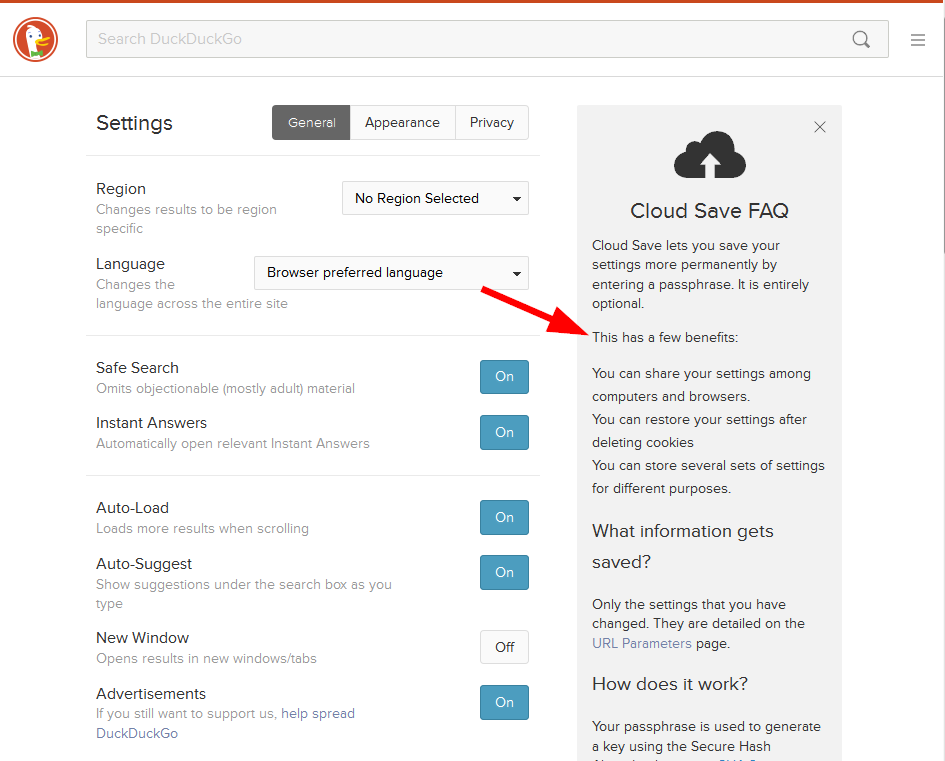 Search DuckDuckGo
Settings
General
Appearance
Privacy
Region
Changes results to be region
specific
No Region Selected
Language
Changes the
language across the entire site
Browser preferred language
Safe Search
Omits objectionable (mostly adult) material
On
Instant Answers
Automatically open relevant Instant Answers
On
Auto-Load
Loads more results when scrolling
On
Auto-Suggest
Show suggestions under the search box as you
type
On
New Window
Opens results in new windows/tabs
Off
Advertisements
If you still want to support us, help spread
DuckDuckGo
On
Cloud Save FAQ
Cloud Save lets you save your
settings more permanently by
entering a passphrase. It is entirely
optional.
This has a few benefits:
You can share your settings among
computers and browsers.
You can restore your settings after
deleting cookies
You can store several sets of settings
for different purposes.
What information gets
saved?
Only the settings that you have
changed. They are detailed on the
URL Parameters page.
How does it work?
Your passphrase is used to generate
a key using the Secure Hash